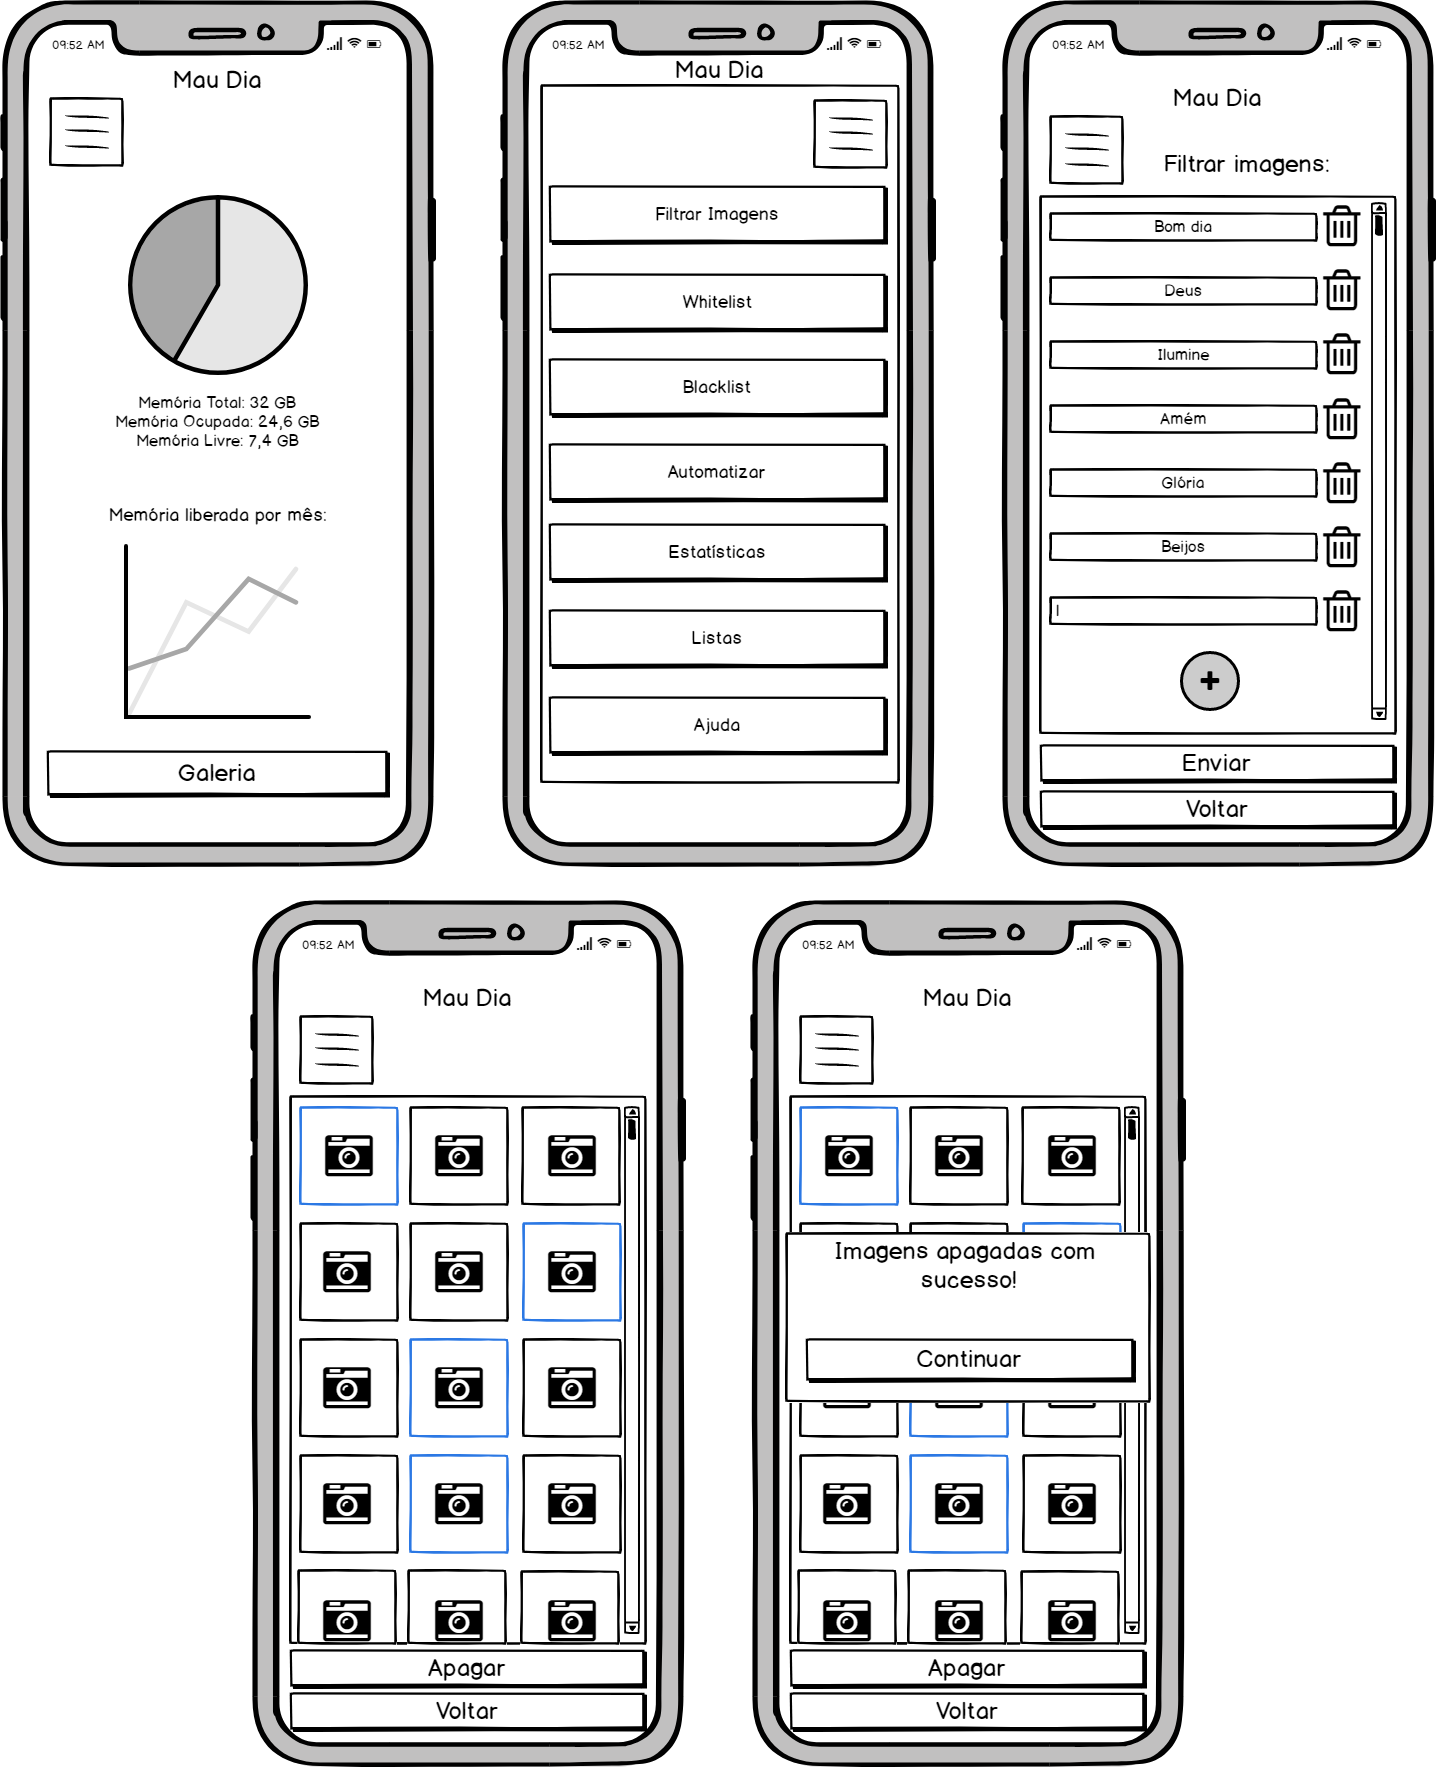 09:52 AM
Mau Dia
Memória Total: 32 GB
Memória Ocupada: 24,6 GB
Memória Livre: 7,4 GB
Memória liberada por mês:
Galeria
09:52 AM
Mau Dia
Filtrar Imagens
Whitelist
Blacklist
Automatizar
Estatísticas
Listas
Ajuda
09:52 AM
Mau Dia
Filtrar imagens:
Bom dia
Deus
Ilumine
Amém
Glória
Beijos
Enviar
Voltar
09:52 AM
Mau Dia
Apagar
Voltar
09:52 AM
Mau Dia
Imagens apagadas com
sucesso!
Continuar
Apagar
Voltar